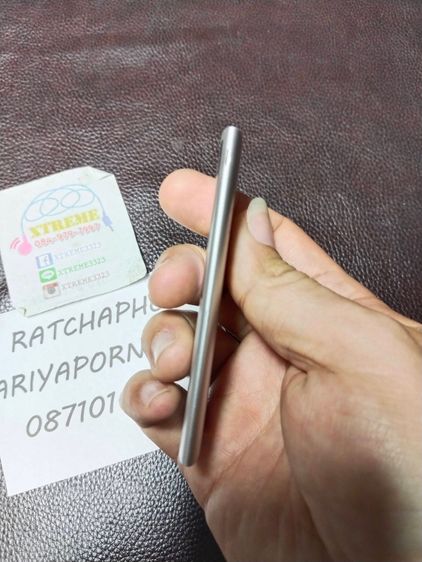 XTREME
XTREME3323
XTREME3323
XTREME3323
RATCHAPH
ARIYAPORN
087101